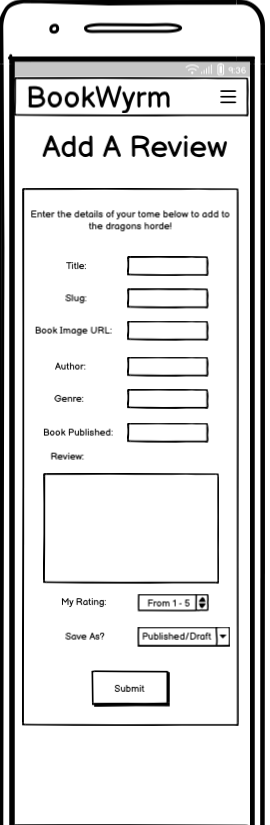 9:06
BookWyrm
Add A Review
Enter the details of your tome below to add to
the dragons horde!
Title:
Slug:
Book Image URL:
Author:
Genre:
Book Published:
Review:
My Rating: From 1 - 5
Save As? Published/Draft
Submit